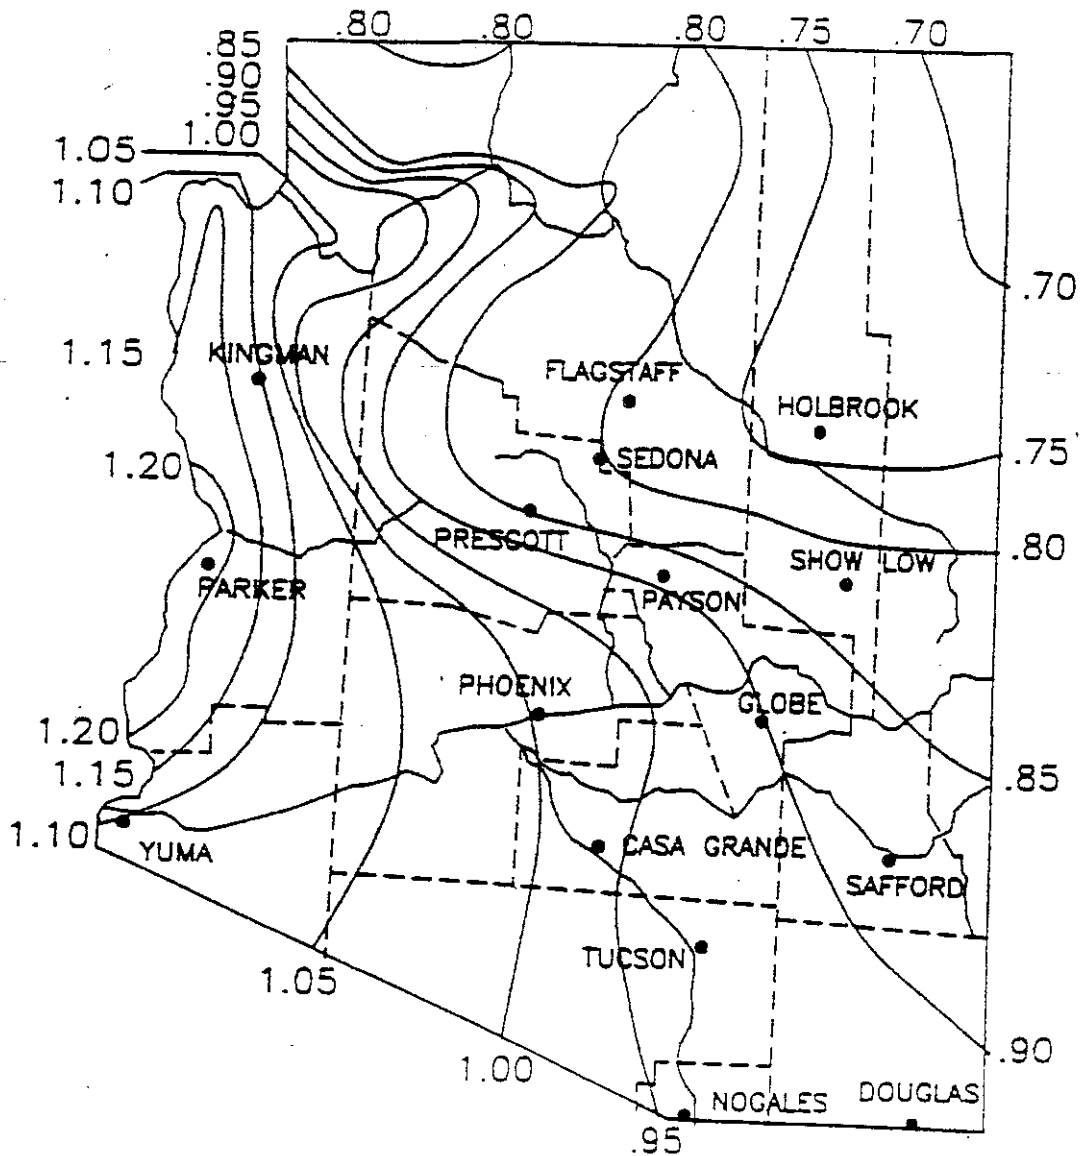 .80 .80 .80 .75 .70
.85
.90
.95
1.00
1.05
1.10
.70
1.15
KINGMAN
FLAGSTAFF
HOLBROOK
.75
SEDONA
1.20
PRESCOTT
.80
SHOW LOW
PARKER
PAYSON
PHOENIX
GLOBE
1.20
1.15
.85
1.10
YUMA
CASA GRANDE
SAFFORD
TUCSON
1.05
1.00
.90
NOGALES
DOUGLAS
.95